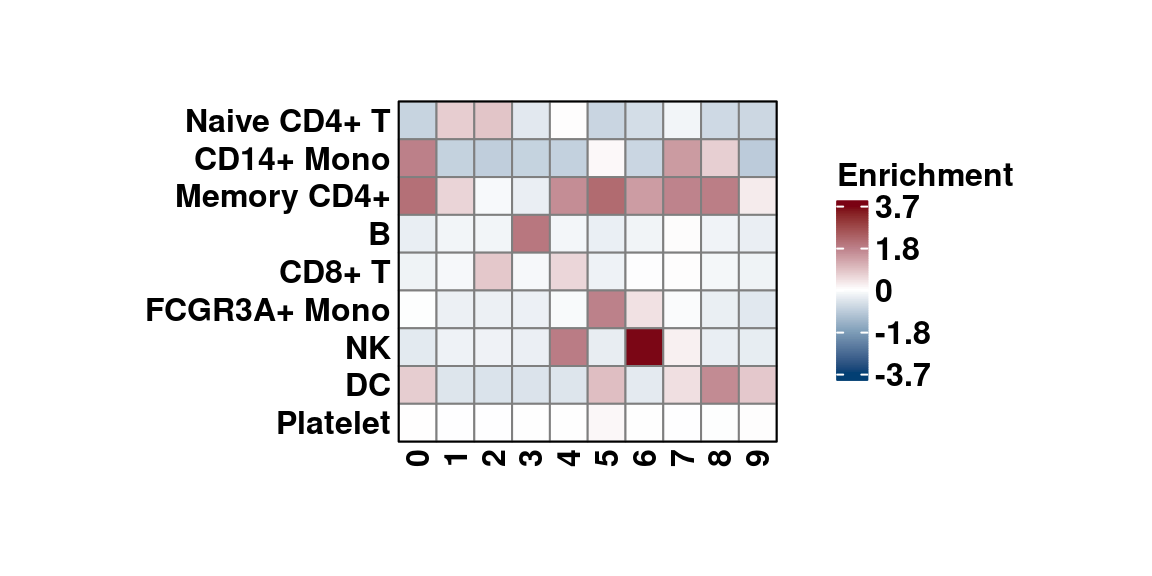 Naive CD4+ T
CD14+ Mono
Memory CD4+
B
CD8+ T
FCGR3A+ Mono
NK
DC
Platelet
0 1 2 3 4 5 6 7 8 9
Enrichment
3.7
1.8
0
-1.8
-3.7